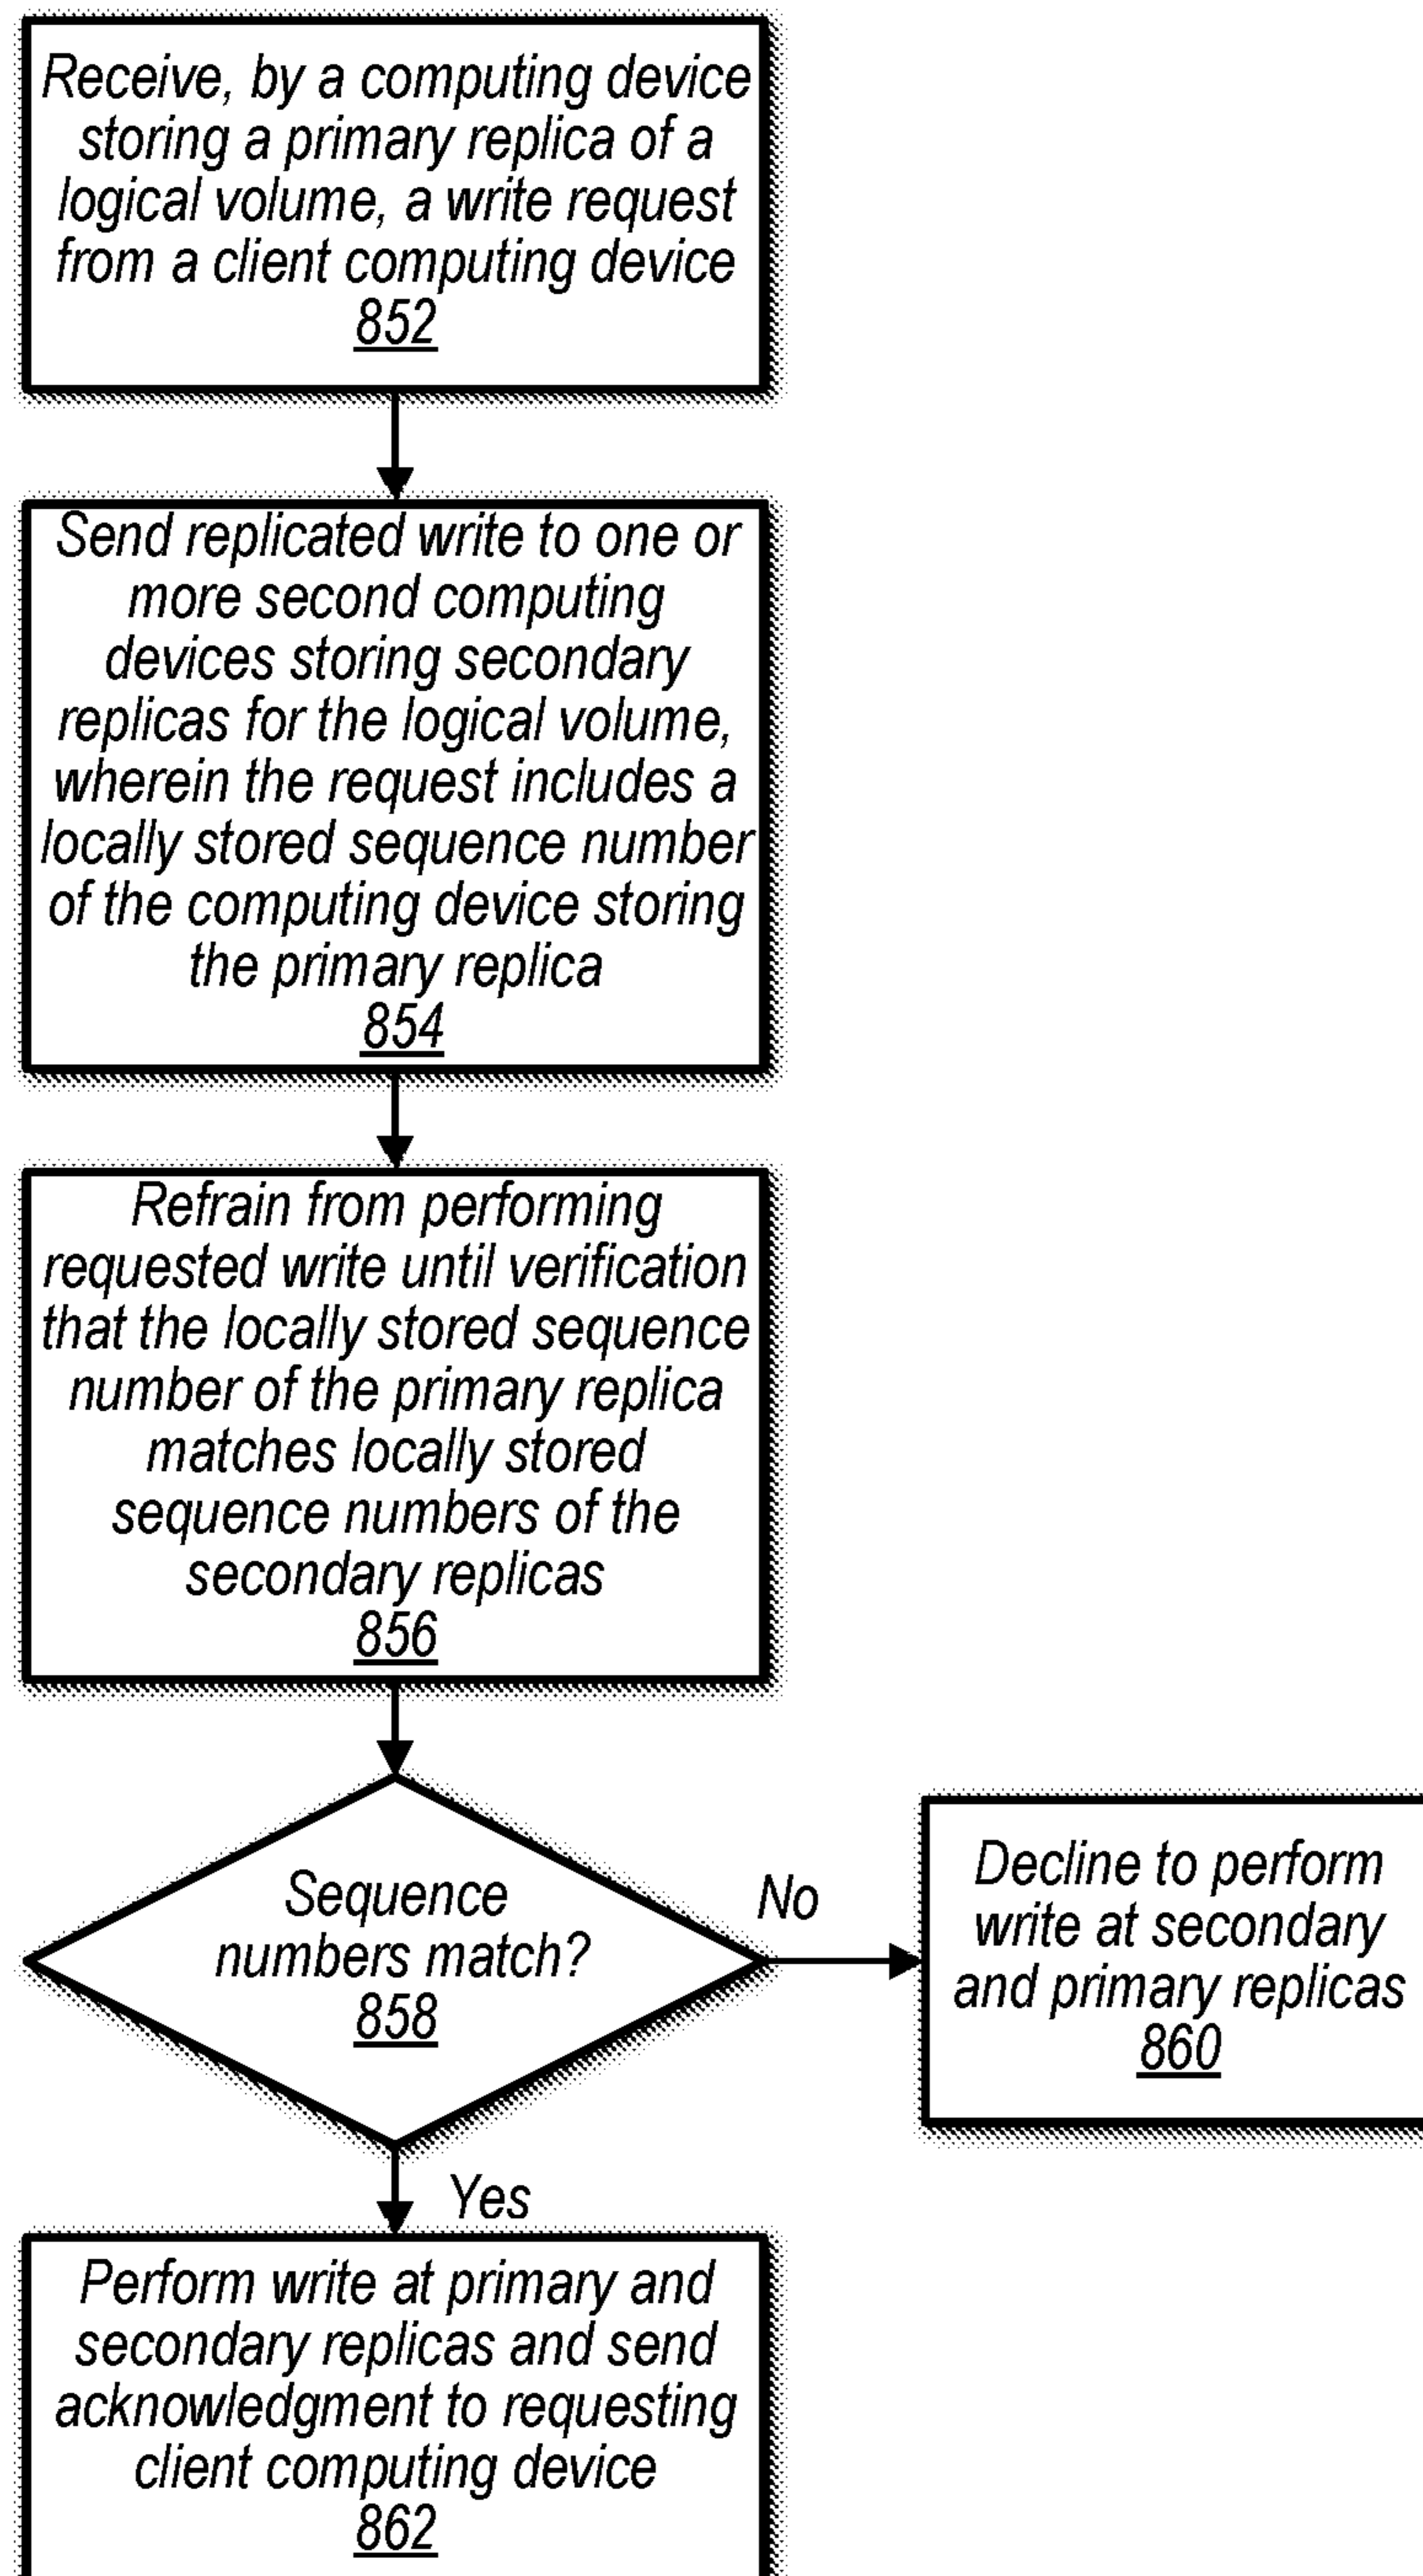 Receive, by a computing device
storing a primary replica of a
logical volume, a write request
from a client computing device
852
Send replicated write to one or
more second computing
devices storing secondary
replicas for the logical volume,
wherein the request includes a
locally stored sequence number
of the computing device storing
the primary replica
854
Refrain from performing
requested write until verification
that the locally stored sequence
number of the primary replica
matches locally stored
sequence numbers of the
secondary replicas
856
Sequence
numbers match?
858
No
Decline to perform
write at secondary
and primary replicas
860
Yes
Perform write at primary and
secondary replicas and send
acknowledgment to requesting
client computing device
862